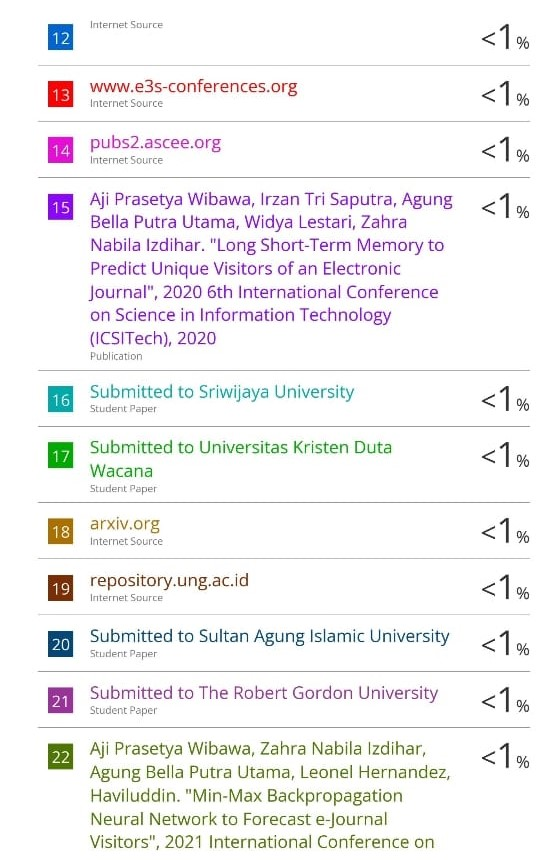 Internet Source
12
<1%
13
www.e3s-conferences.org
Internet Source
<1%
14
pubs2.ascee.org
Internet Source
<1%
15
Aji Prasetya Wibawa, Irzan Tri Saputra, Agung
Bella Putra Utama, Widya Lestari, Zahra
Nabila Izdihar. "Long Short-Term Memory to
Predict Unique Visitors of an Electronic
Journal", 2020 6th International Conference
on Science in Information Technology
(ICSITech), 2020
Publication
<1%
16
Submitted to Sriwijaya University
Student Paper
<1%
17
Submitted to Universitas Kristen Duta
Wacana
Student Paper
<1%
18
arxiv.org
Internet Source
<1%
19
repository.ung.ac.id
Internet Source
<1%
20
Submitted to Sultan Agung Islamic University
Student Paper
<1%
21
Submitted to The Robert Gordon University
Student Paper
<1%
22
Aji Prasetya Wibawa, Zahra Nabila Izdihar,
Agung Bella Putra Utama, Leonel Hernandez,
Haviluddin. "Min-Max Backpropagation
Neural Network to Forecast e-Journal
Visitors", 2021 International Conference on
<1%